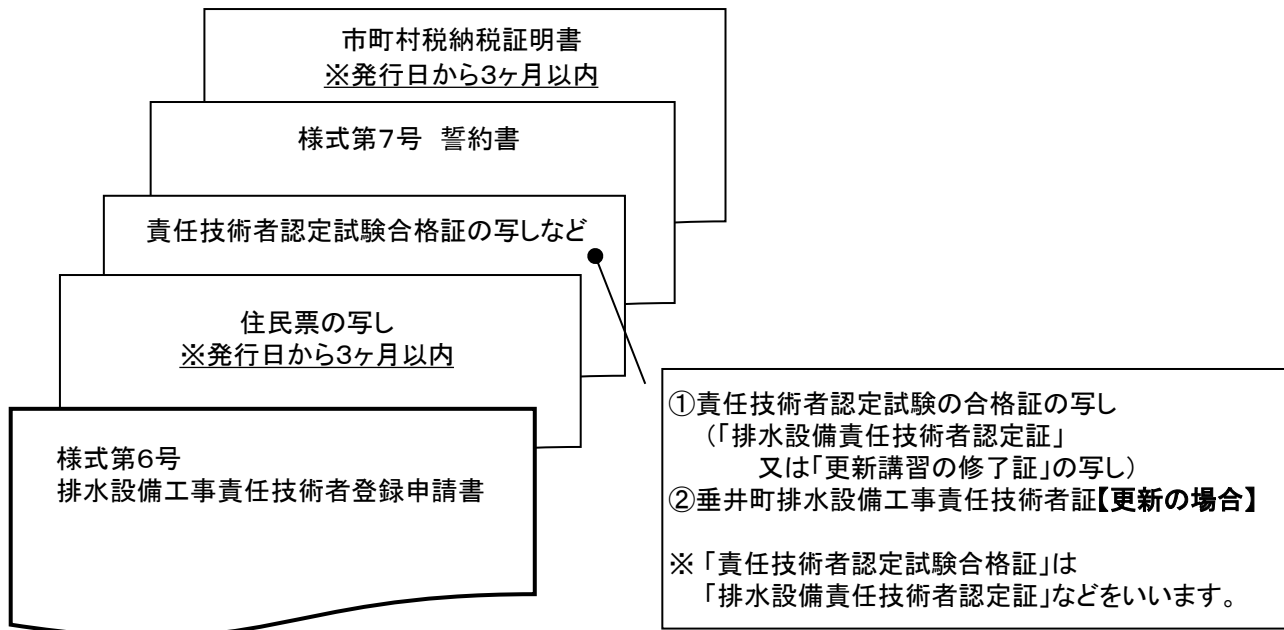 市町村税納税証明書
※発行日から3ヶ月以内
様式第7号 誓約書
責任技術者認定試験合格証の写しなど
住民票の写し
※発行日から3ヶ月以内
様式第6号
排水設備工事責任技術者登録申請書
①責任技術者認定試験の合格証の写し
(「排水設備責任技術者認定証」
又は「更新講習の修了証」の写し)
②垂井町排水設備工事責任技術者証【更新の場合】
※「責任技術者認定試験合格証」は
「排水設備責任技術者認定証」などをいいます。